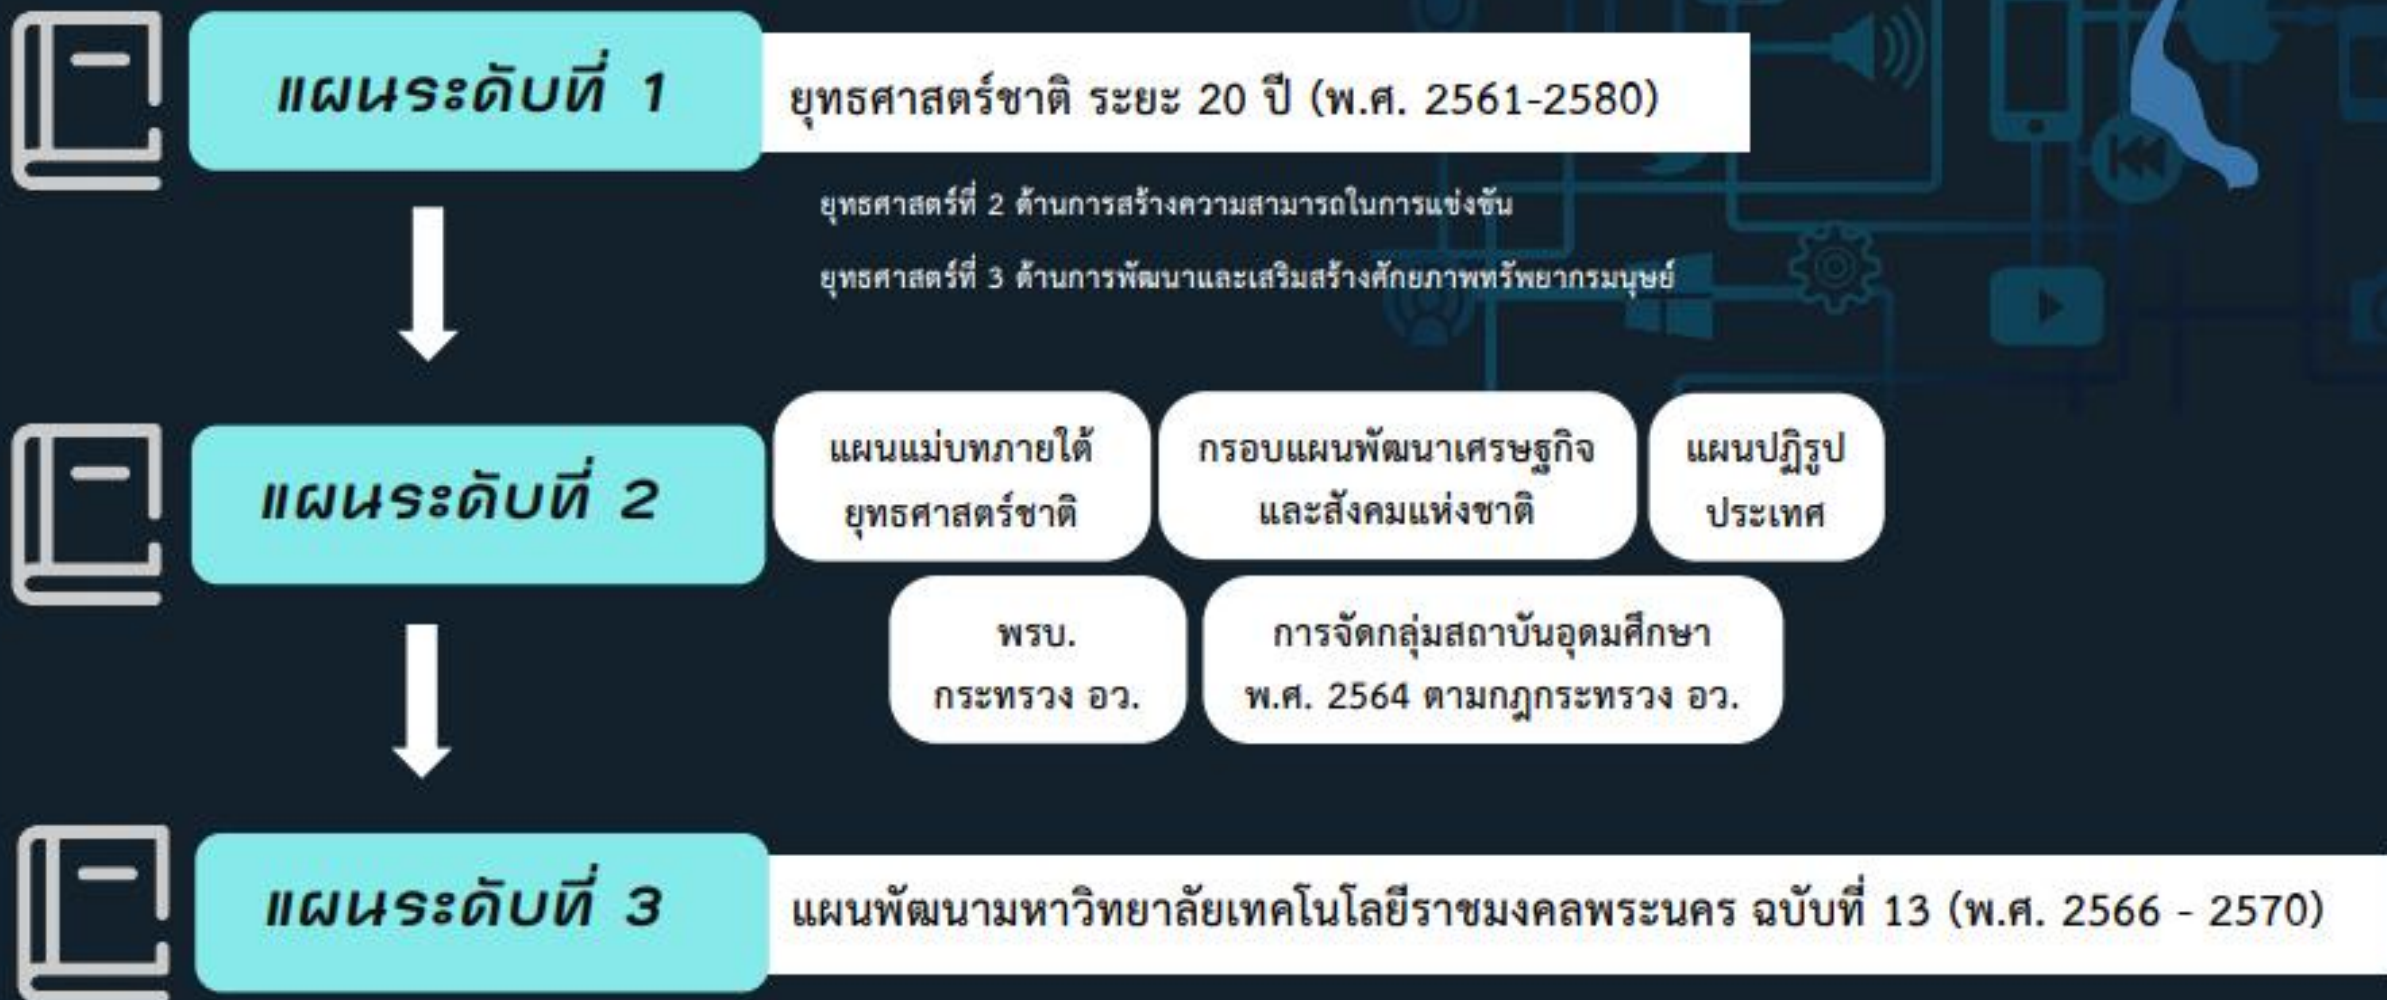 แผนระดับที่ 1
ยุทธศาสตร์ชาติ ระยะ 20 ปี (พ.ศ. 2561-2580)
ยุทธศาสตร์ที่ 2 ด้านการสร้างความสามารถในการแข่งขัน
ยุทธศาสตร์ที่ 3 ด้านการพัฒนาและเสริมสร้างศักยภาพทรัพยากรมนุษย์
แผนระดับที่ 2
แผนแม่บทภายใต้
ยุทธศาสตร์ชาติ
กรอบแผนพัฒนาเศรษฐกิจ
และสังคมแห่งชาติ
แผนปฏิรูป
ประเทศ
พรบ.
กระทรวง อว.
การจัดกลุ่มสถาบันอุดมศึกษา
พ.ศ. 2564 ตามกฎกระทรวง อว.
แผนระดับที่ 3
แผนพัฒนามหาวิทยาลัยเทคโนโลยีราชมงคลพระนคร ฉบับที่ 13 (พ.ศ. 2566 - 2570)